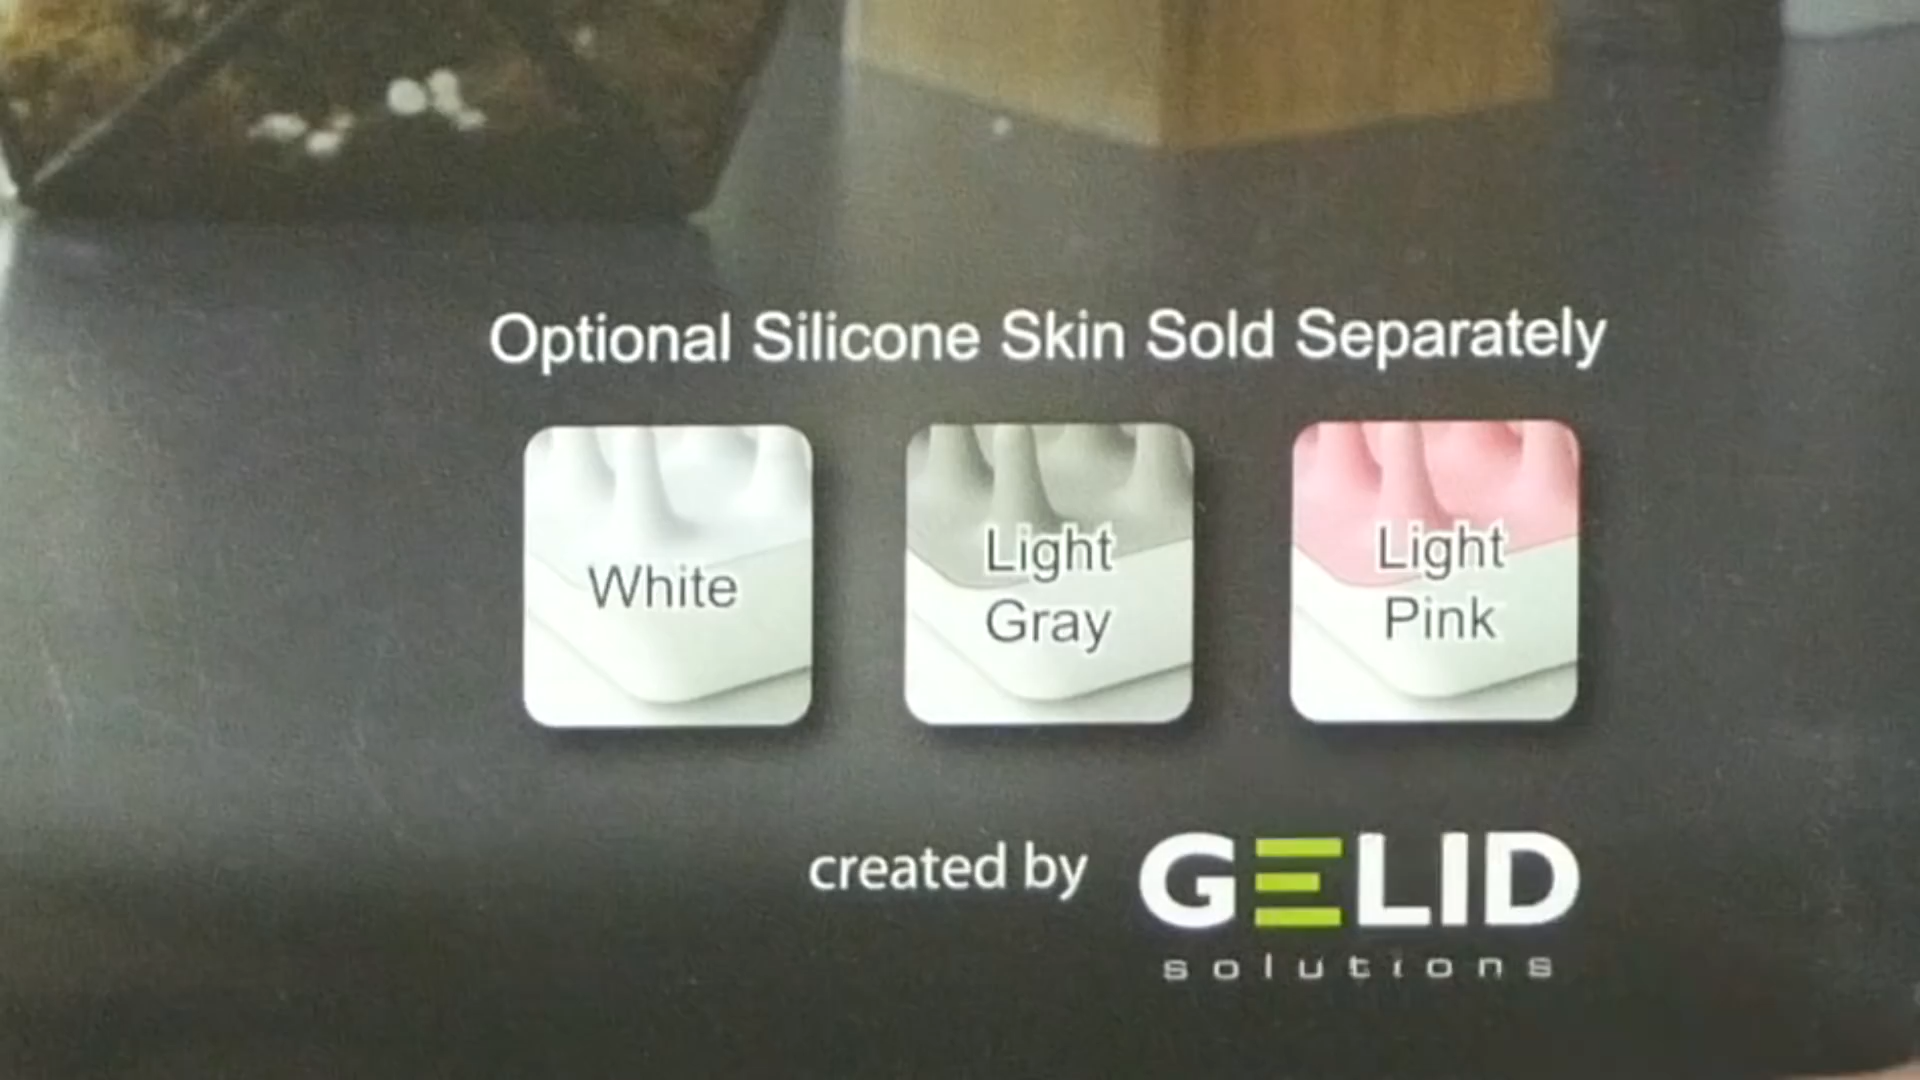 Optional Silicone Skin Sold Separately
White
Light
Gray
Light
Pink
created by GELID
solutions